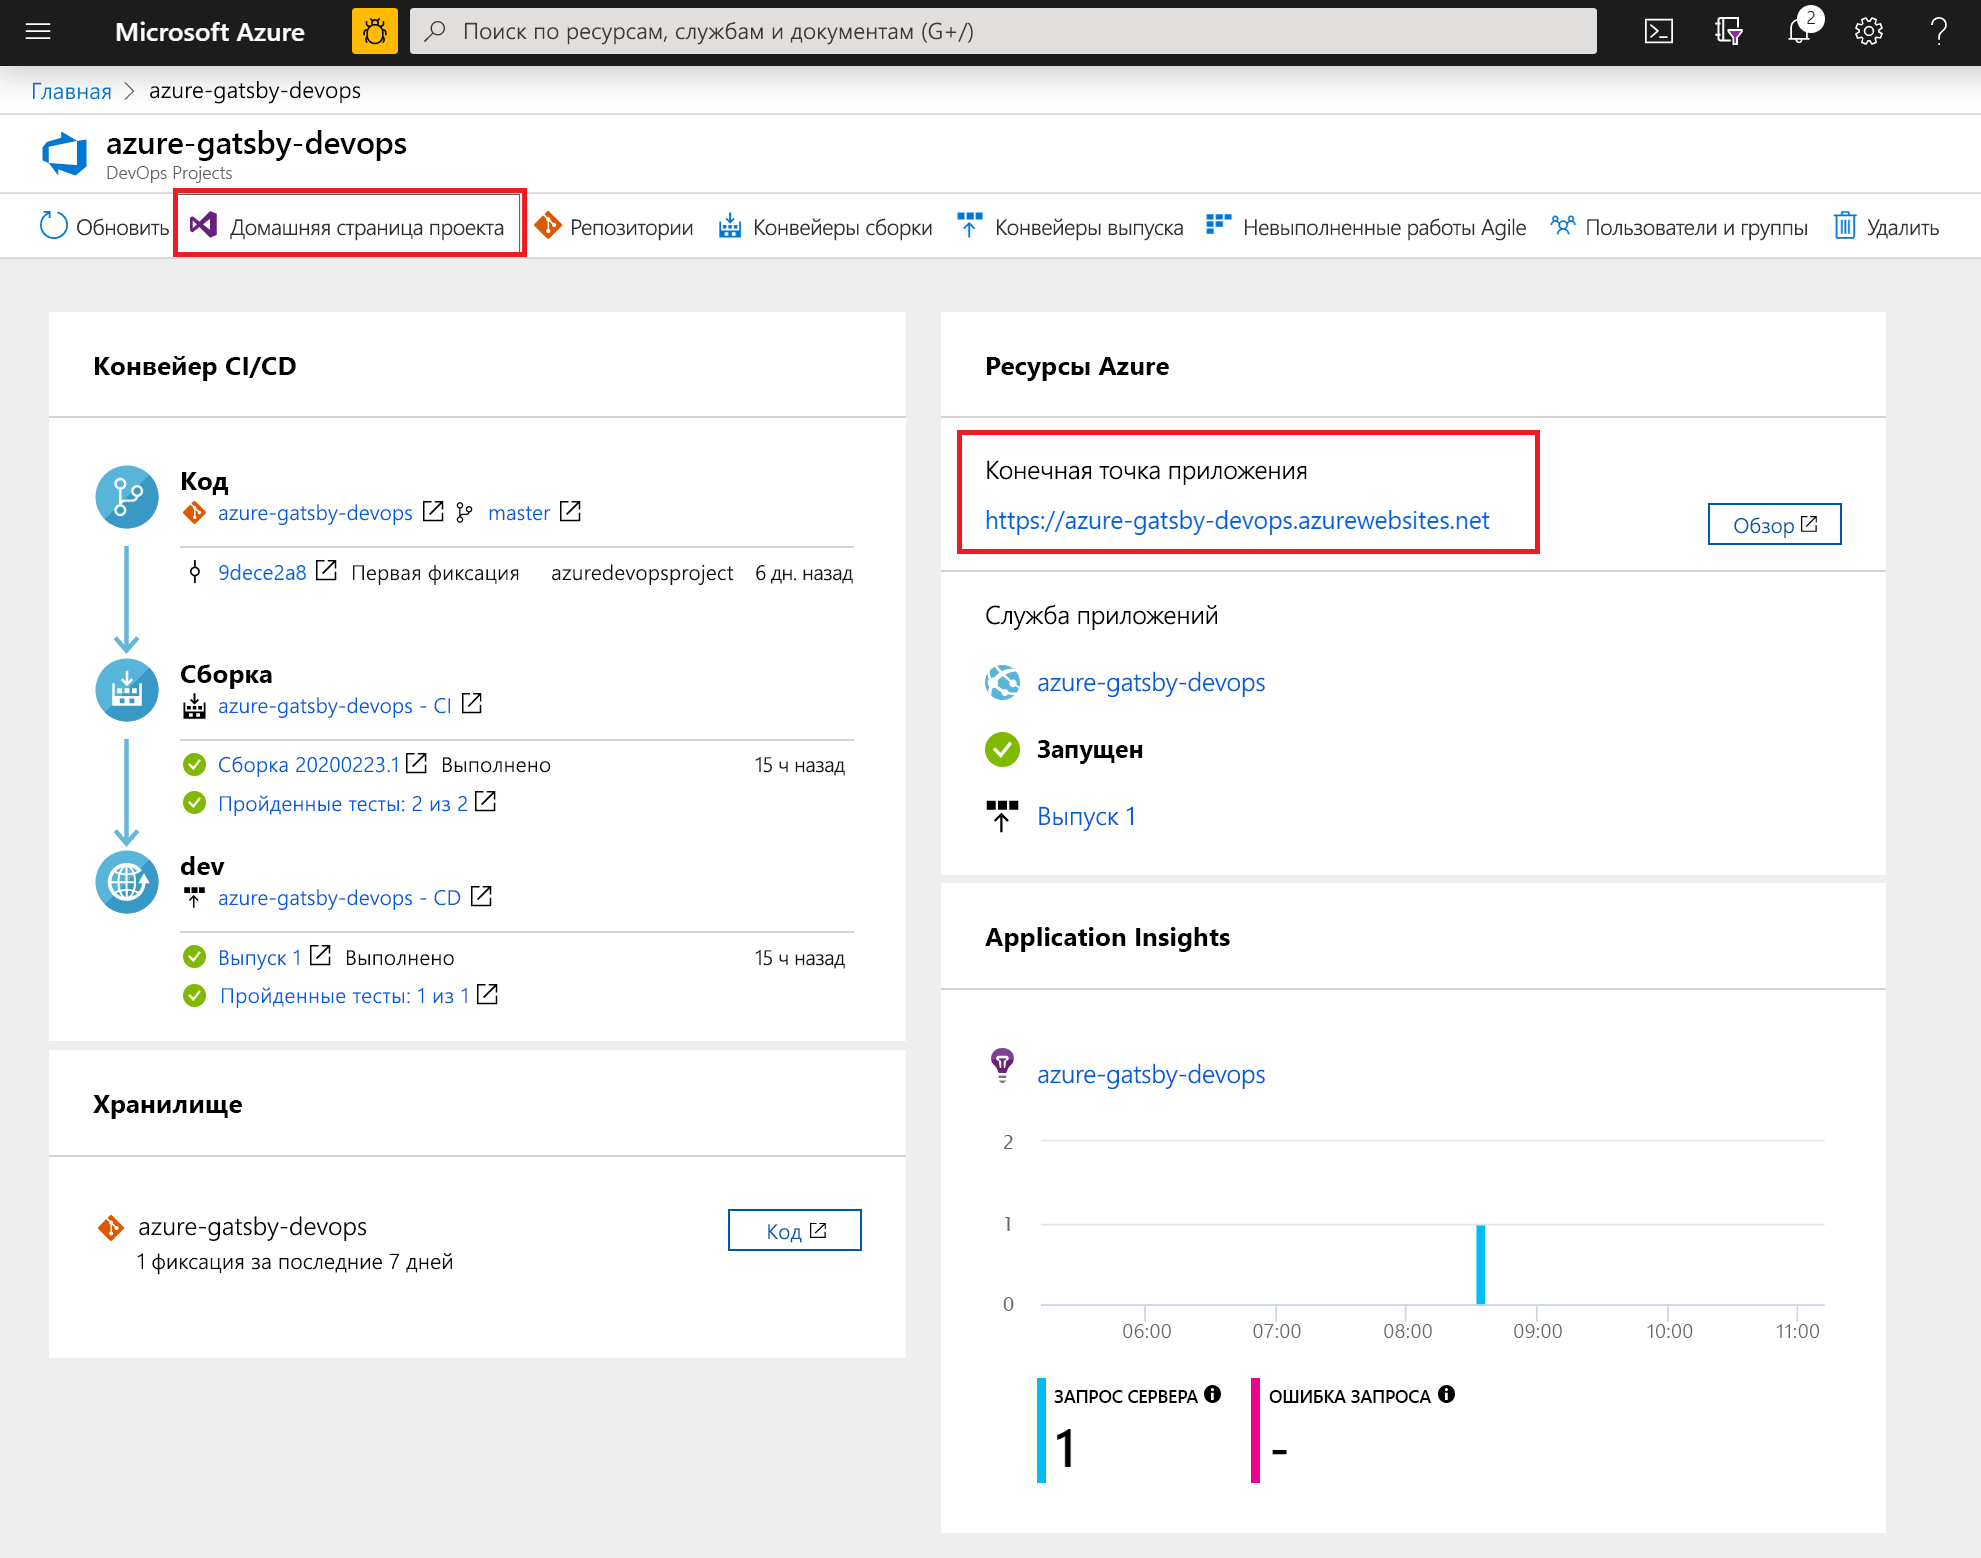 Microsoft Azure
Поиск по ресурсам, службам и документам (G+/)
2
Главная > azure-gatsby-devops
azure-gatsby-devops
DevOps Projects
Обновить
Домашняя страница проекта
Репозитории
Конвейеры сборки
Конвейеры выпуска
Невыполненные работы Agile
Пользователи и группы
Удалить
Конвейер CI/CD
Код
azure-gatsby-devops master
9dece2a8 Первая фиксация azuredevopsproject 6 дн. назад
Сборка
azure-gatsby-devops - CI
Сборка 20200223.1 Выполнено 15 ч назад
Пройденные тесты: 2 из 2
dev
azure-gatsby-devops - CD
Выпуск 1 Выполнено 15 ч назад
Пройденные тесты: 1 из 1
Хранилище
azure-gatsby-devops
1 фиксация за последние 7 дней
Код
Ресурсы Azure
Конечная точка приложения
https://azure-gatsby-devops.azurewebsites.net
Обзор
Служба приложений
azure-gatsby-devops
Запущен
Выпуск 1
Application Insights
azure-gatsby-devops
2
1
0
06:00 07:00 08:00 09:00 10:00 11:00
ЗАПРОС СЕРВЕРА
1
ОШИБКА ЗАПРОСА
-